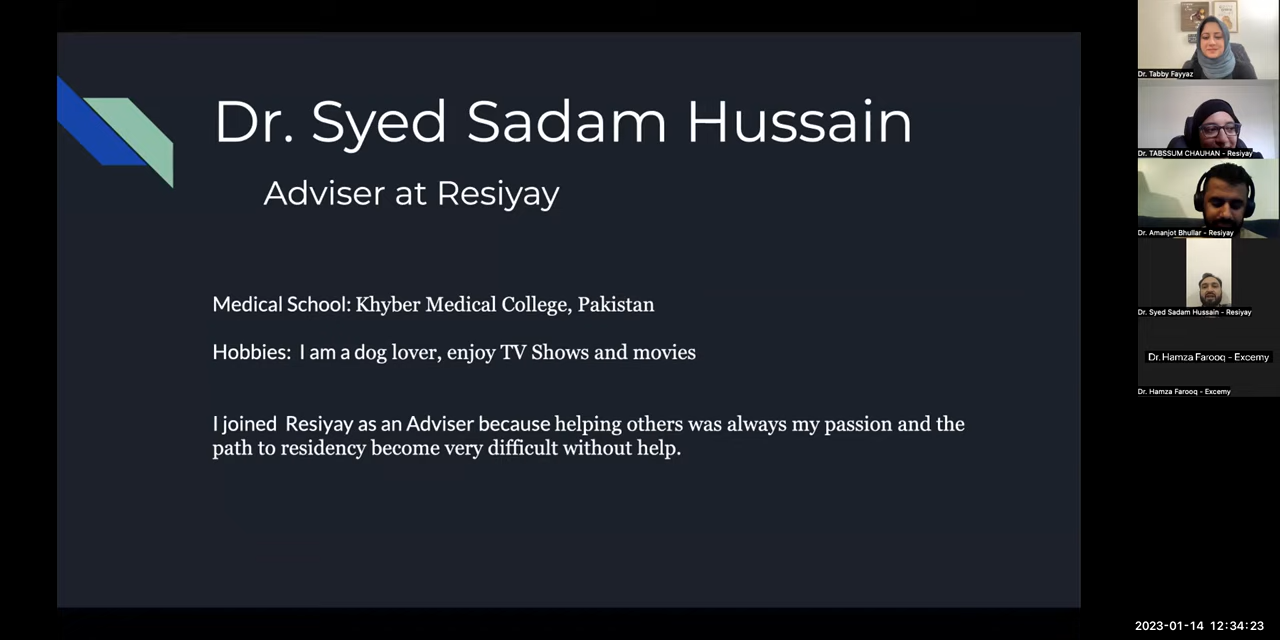 Dr. Syed Sadam Hussain
Adviser at Resiyay
Medical School: Khyber Medical College, Pakistan
Hobbies: I am a dog lover, enjoy TV Shows and movies
I joined Resiyay as an Adviser because helping others was always my passion and the
path to residency become very difficult without help.
Dr. Tabby Fayyaz
Dr. TABSSUM CHAUHAN - Resiyay
Dr. Amanjot Bhullar - Resiyay
Dr. Syed Sadam Hussain - Resiyay
Dr. Hamza Farooq - Excemy
Dr. Hamza Farooq - Excemy
2023-01-14 12:34:23